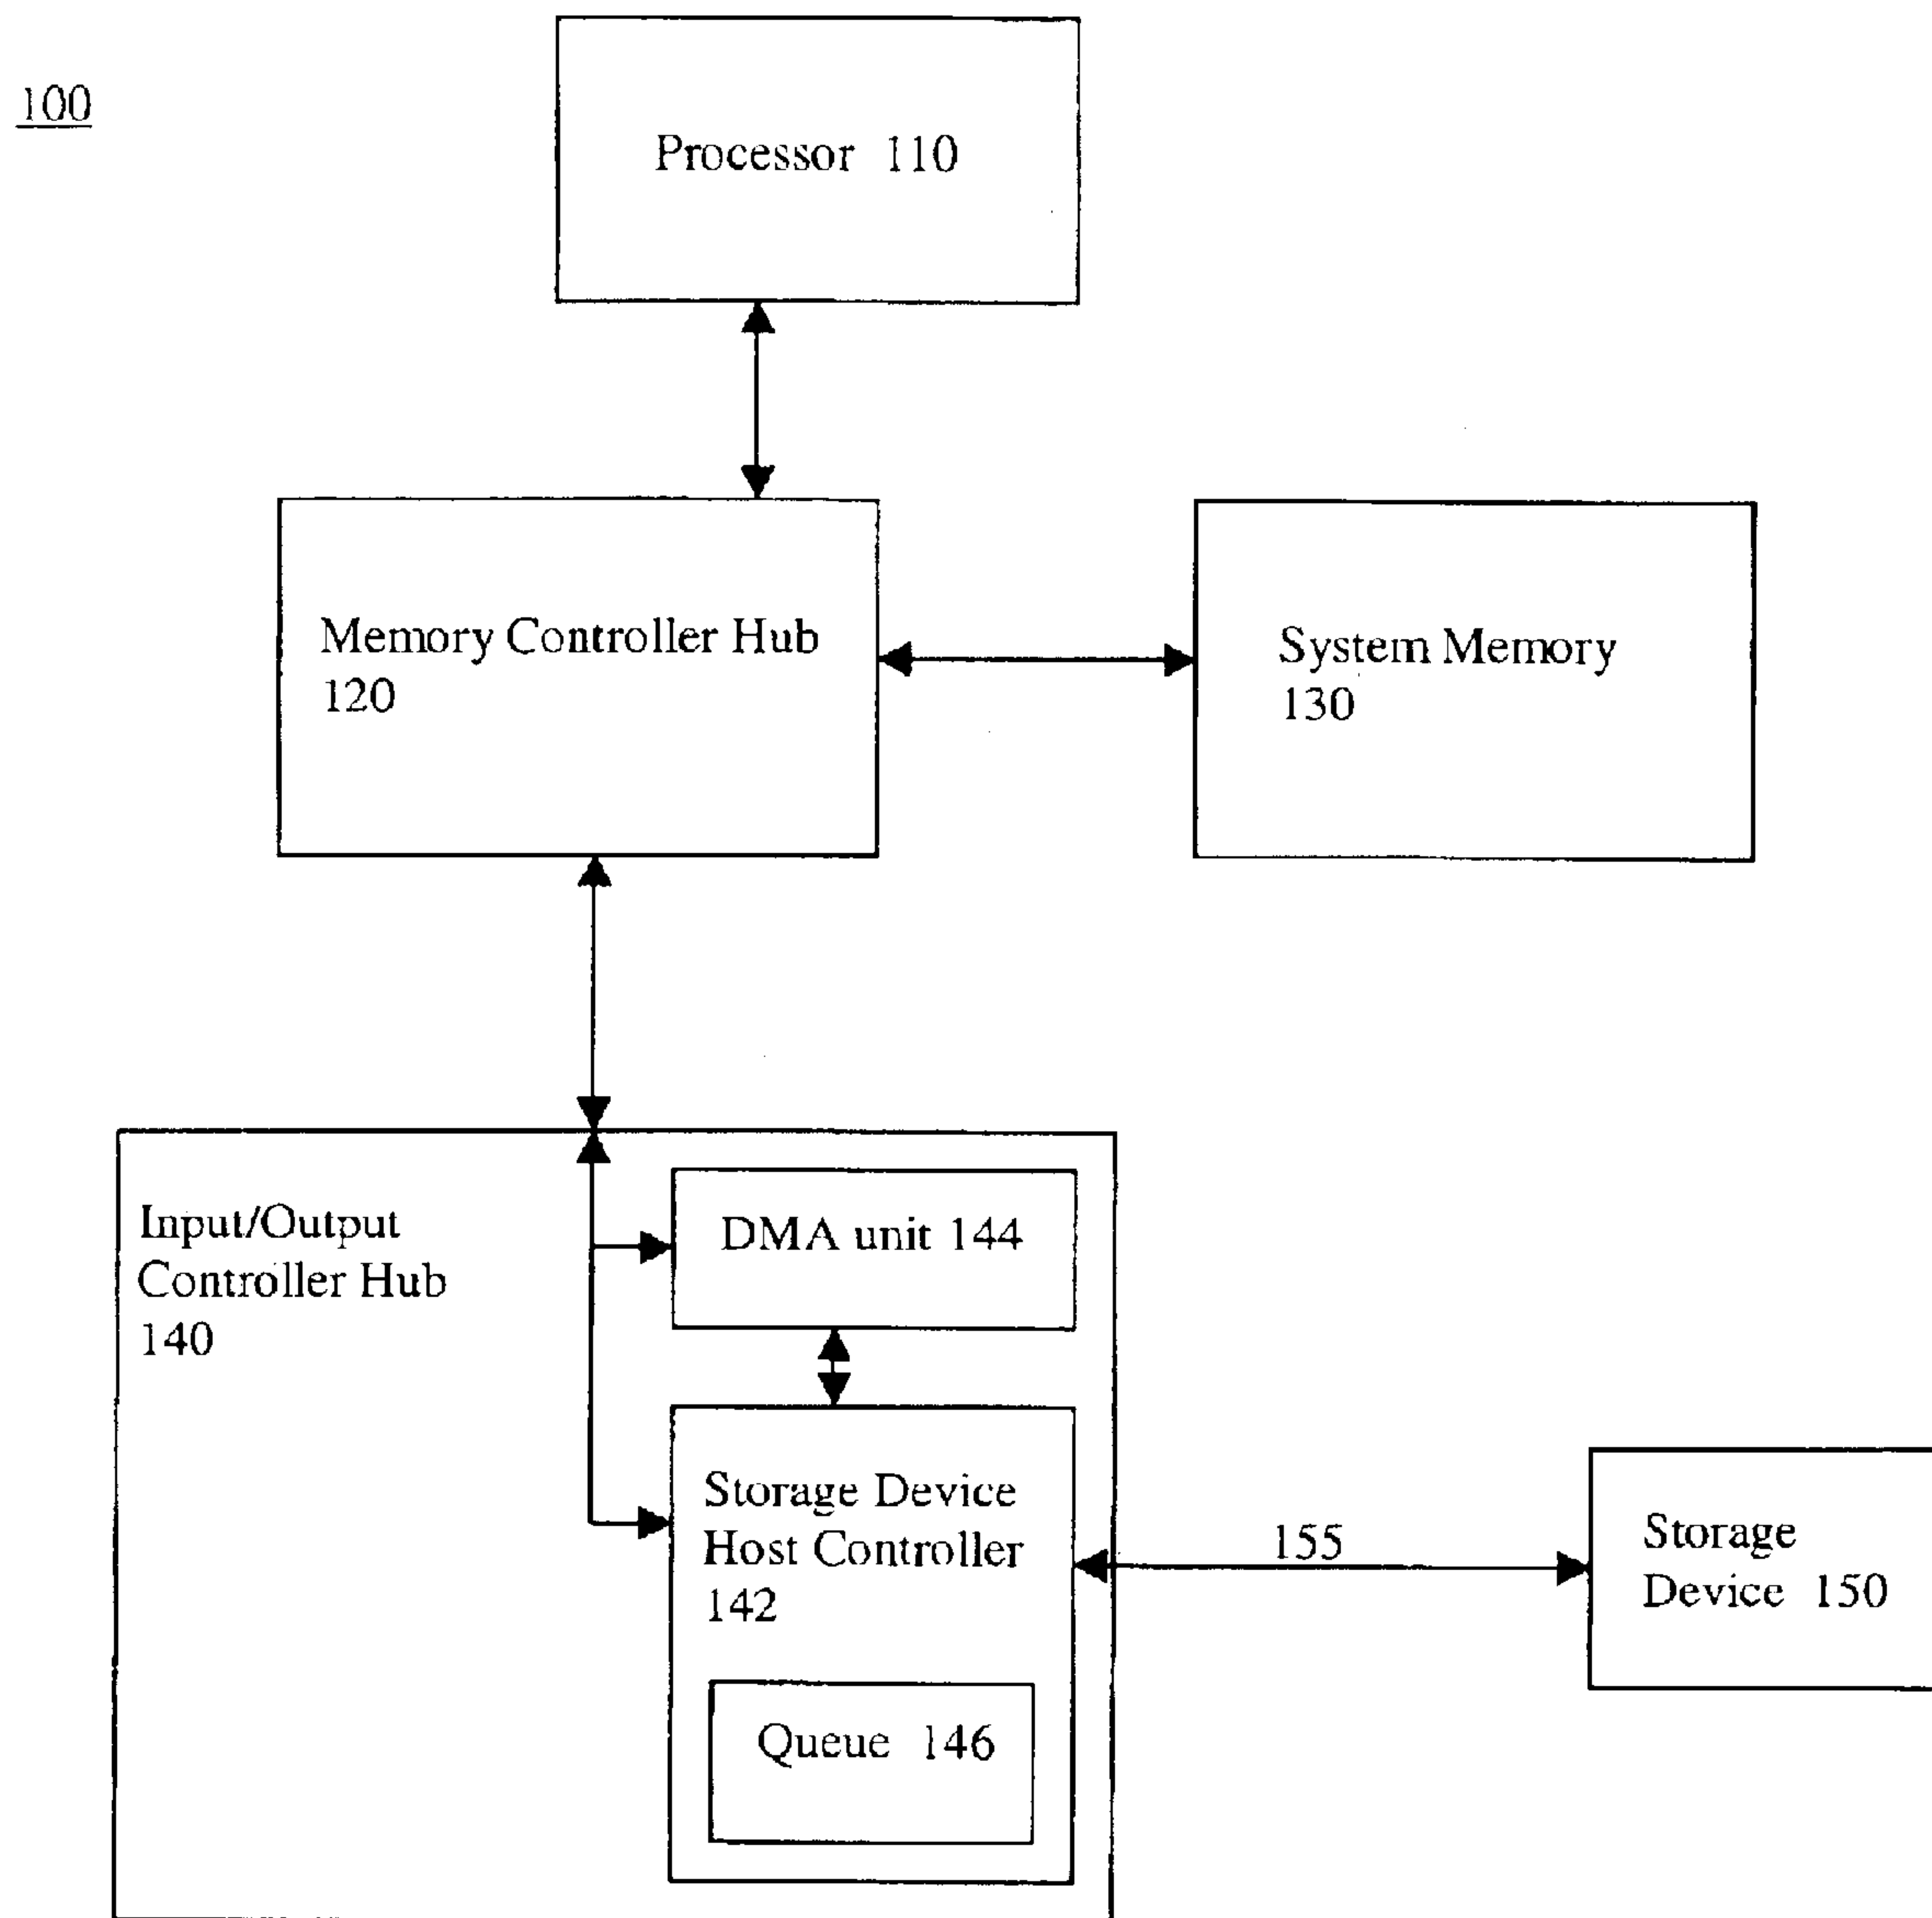 100
Processor 110
Memory Controller Hub
120
System Memory
130
Input/Output
Controller Hub
140
DMA unit 144
Storage Device
Host Controller
142
Queue 146
155
Storage
Device 150